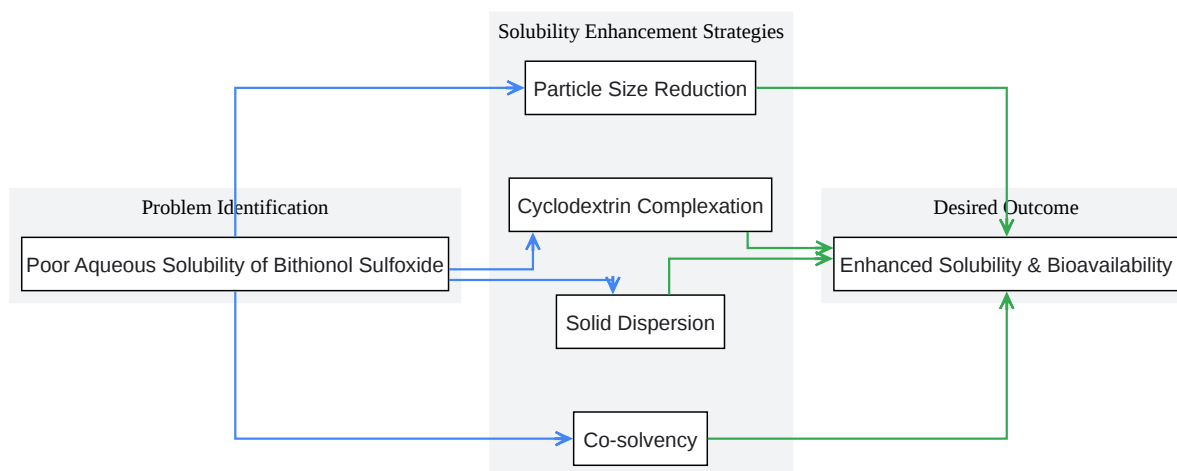 Solubility Enhancement Strategies
Particle Size Reduction
Problem Identification
Cyclodextrin Complexation
Desired Outcome
Poor Aqueous Solubility of Bithionol Sulfoxide
Enhanced Solubility & Bioavailability
Solid Dispersion
Co-solvency